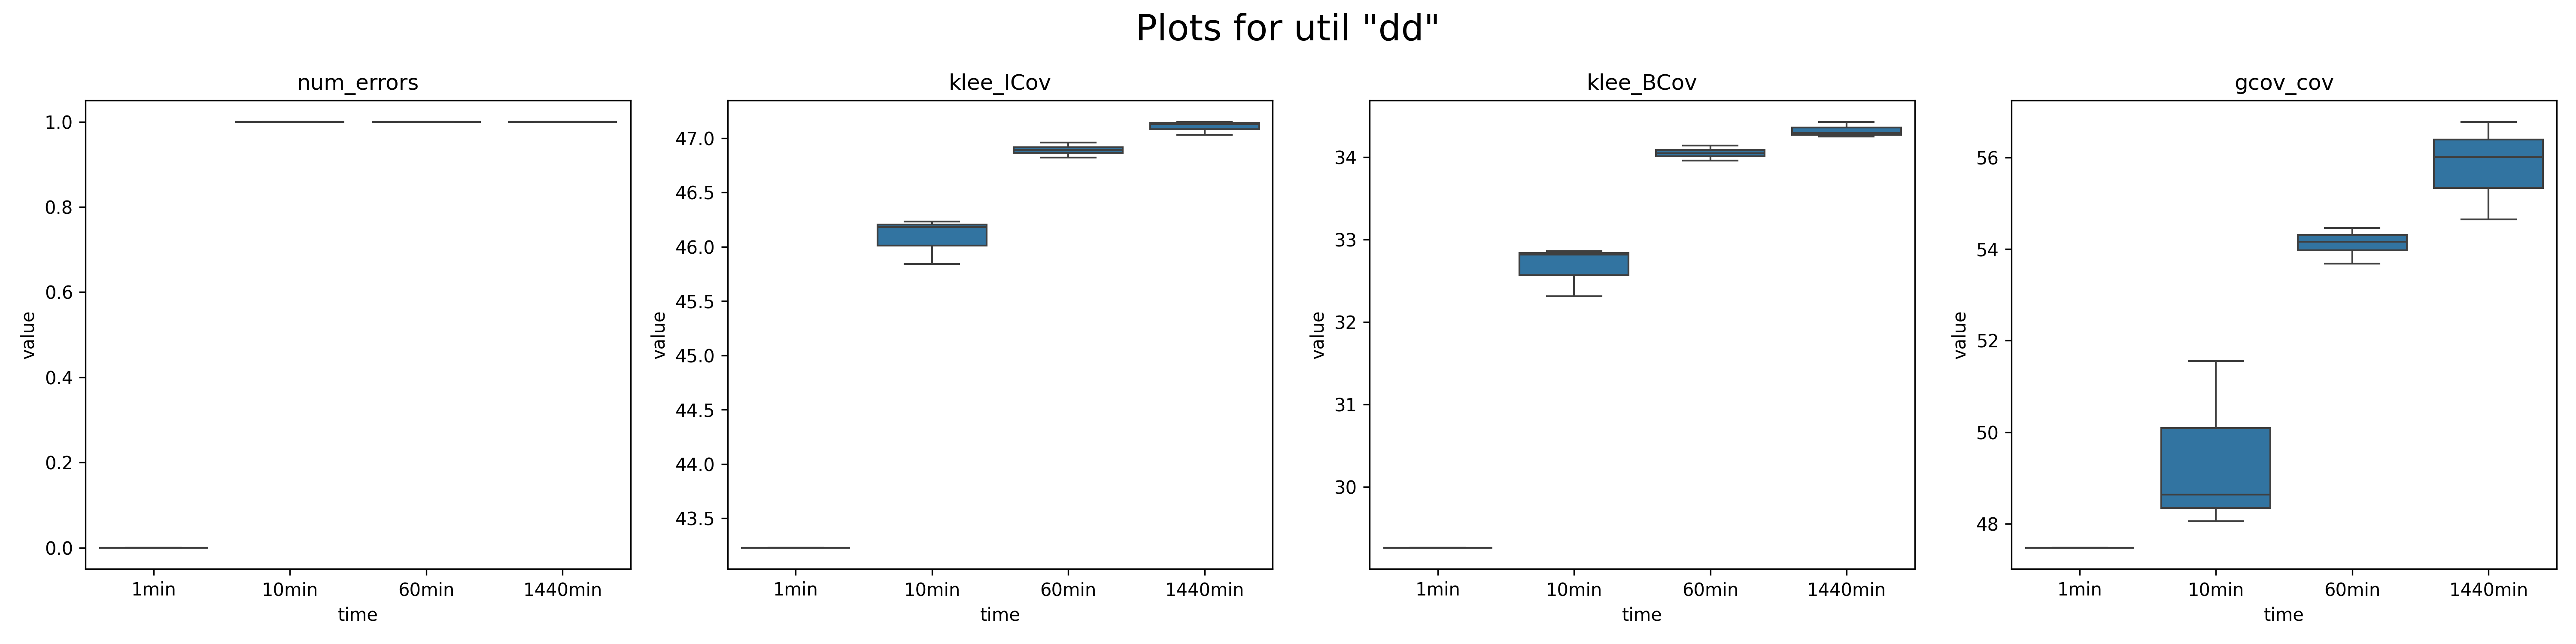 Plots for util "dd"
num_errors
value
1.0
0.8
0.6
0.4
0.2
0.0
1min 10min 60min 1440min
time
klee_ICov
value
47.0
46.5
46.0
45.5
45.0
44.5
44.0
43.5
1min 10min 60min 1440min
time
klee_BCov
value
34
33
32
31
30
1min 10min 60min 1440min
time
gcov_cov
value
56
54
52
50
48
1min 10min 60min 1440min
time